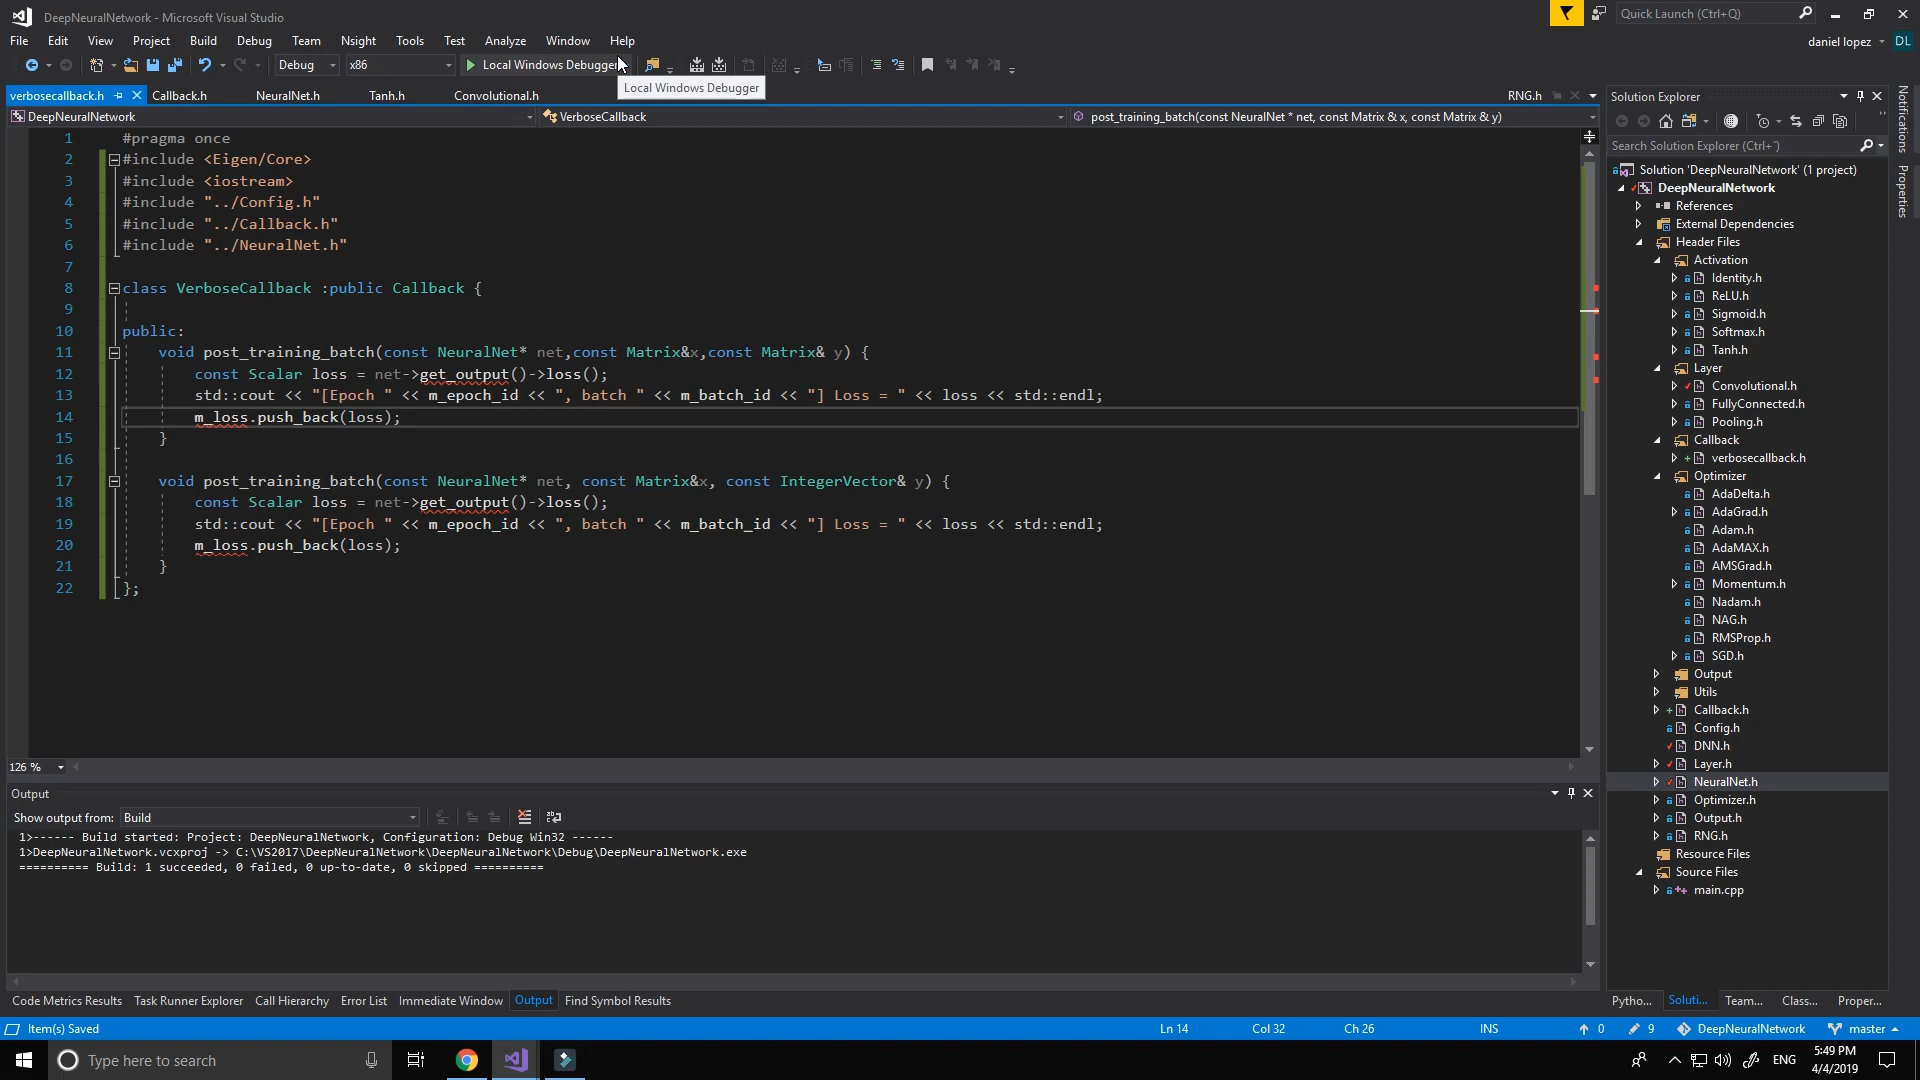 DeepNeuralNetwork - Microsoft Visual Studio
Quick Launch (Ctrl+Q)
File Edit View Project Build Debug Team Nsight Tools Test Analyze Window Help
daniel lopez DL
Debug x86 Local Windows Debugger
Local Windows Debugger
verbosecallback.h Callback.h NeuralNet.h Tanh.h Convolutional.h RNG.h
DeepNeuralNetwork VerboseCallback post_training_batch(const NeuralNet * net, const Matrix & x, const Matrix & y)
1 #pragma once
2 #include <Eigen/Core>
3 #include <iostream>
4 #include "../Config.h"
5 #include "../Callback.h"
6 #include "../NeuralNet.h"
7
8 class VerboseCallback :public Callback {
9
10 public:
11 void post_training_batch(const NeuralNet* net,const Matrix&x,const Matrix& y) {
12 const Scalar loss = net->get_output()->loss();
13 std::cout << "[Epoch " << m_epoch_id << ", batch " << m_batch_id << "] Loss = " << loss << std::endl;
14 m_loss.push_back(loss);
15 }
16
17 void post_training_batch(const NeuralNet* net, const Matrix&x, const IntegerVector& y) {
18 const Scalar loss = net->get_output()->loss();
19 std::cout << "[Epoch " << m_epoch_id << ", batch " << m_batch_id << "] Loss = " << loss << std::endl;
20 m_loss.push_back(loss);
21 }
22 };
126 %
Output
Show output from: Build
1>------ Build started: Project: DeepNeuralNetwork, Configuration: Debug Win32 ------
1>DeepNeuralNetwork.vcxproj -> C:\VS2017\DeepNeuralNetwork\DeepNeuralNetwork\Debug\DeepNeuralNetwork.exe
========== Build: 1 succeeded, 0 failed, 0 up-to-date, 0 skipped ==========
Code Metrics Results Task Runner Explorer Call Hierarchy Error List Immediate Window Output Find Symbol Results
Solution Explorer
Search Solution Explorer (Ctrl+¨)
Solution 'DeepNeuralNetwork' (1 project)
DeepNeuralNetwork
References
External Dependencies
Header Files
Activation
Identity.h
ReLU.h
Sigmoid.h
Softmax.h
Tanh.h
Layer
Convolutional.h
FullyConnected.h
Pooling.h
Callback
verbosecallback.h
Optimizer
AdaDelta.h
AdaGrad.h
Adam.h
AdaMAX.h
AMSGrad.h
Momentum.h
Nadam.h
NAG.h
RMSProp.h
SGD.h
Output
Utils
Callback.h
Config.h
DNN.h
Layer.h
NeuralNet.h
Optimizer.h
Output.h
RNG.h
Resource Files
Source Files
main.cpp
Pytho... Soluti... Team... Class... Proper...
Notifications
Properties
Item(s) Saved Ln 14 Col 32 Ch 26 INS 0 9 DeepNeuralNetwork master
Type here to search
ENG
5:49 PM
4/4/2019